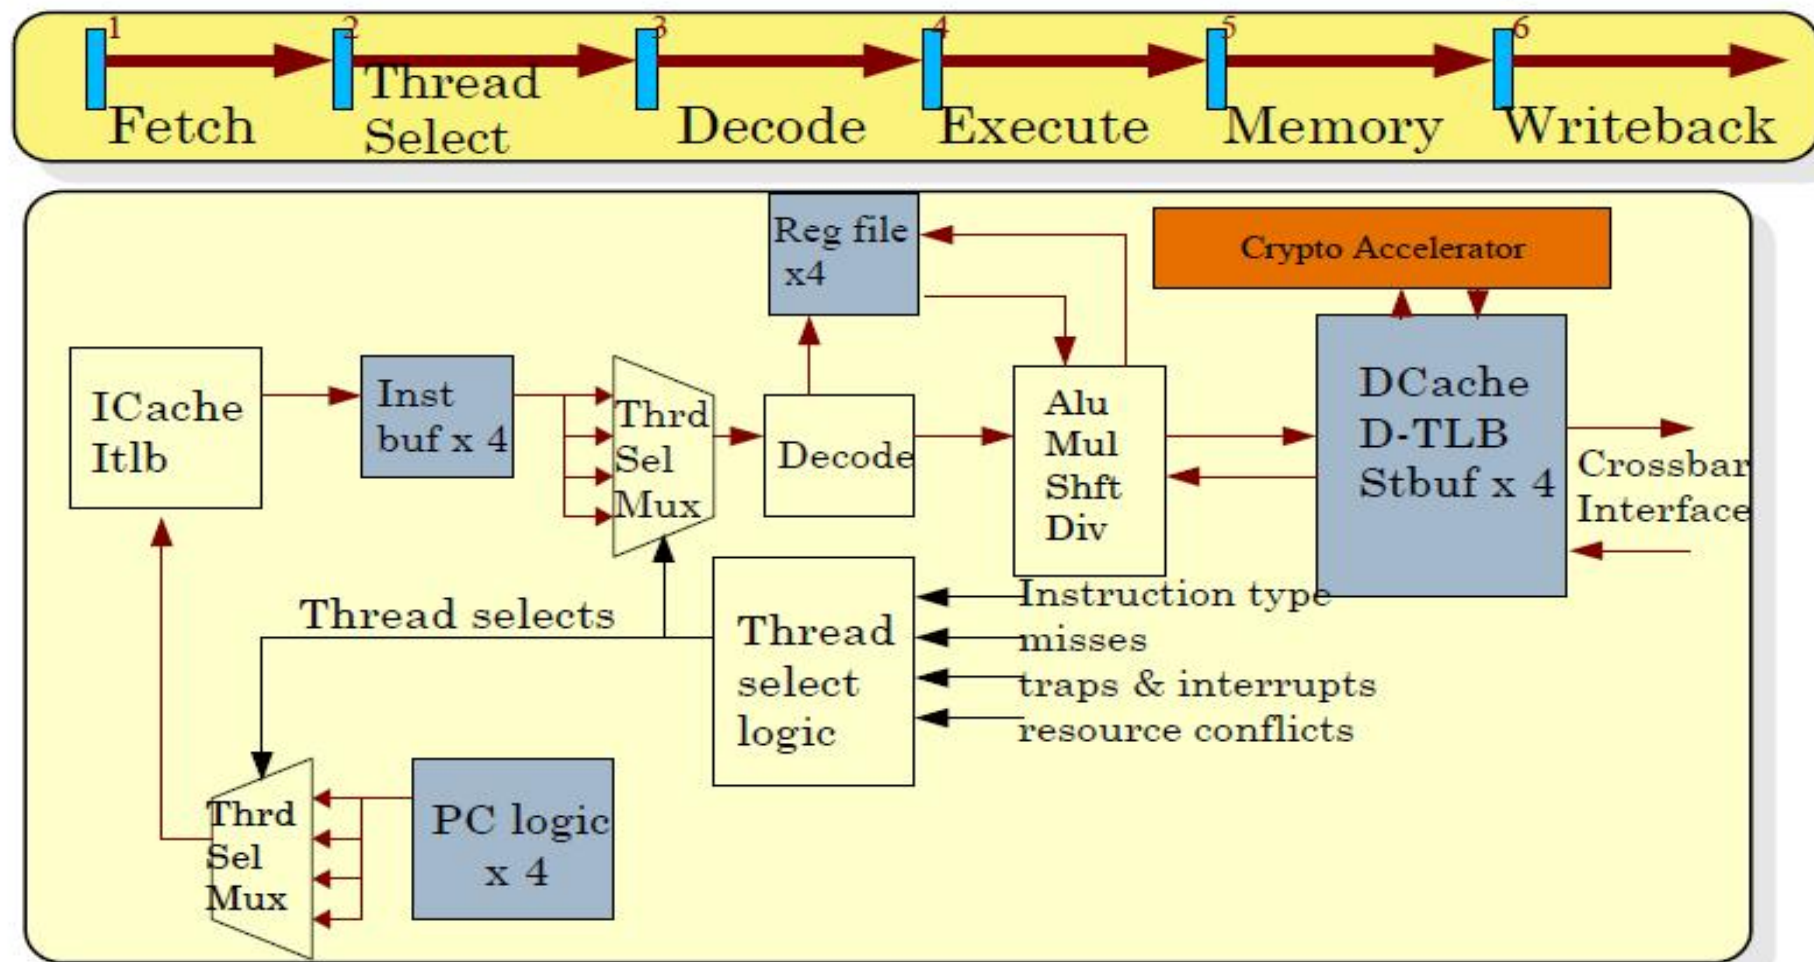 1 2 3 4 5 6
Fetch
Thread
Select
Decode
Execute
Memory
Writeback
Reg file
x4
Crypto Accelerator
ICache
Itlb
Inst
buf x 4
Thrd
Sel
Mux
Decode
Alu
Mul
Shft
Div
DCache
D-TLB
Stbuf x 4
Crossbar
Interface
Thread selects
Thread
select
logic
Instruction type
misses
traps & interrupts
resource conflicts
Thrd
Sel
Mux
PC logic
x 4